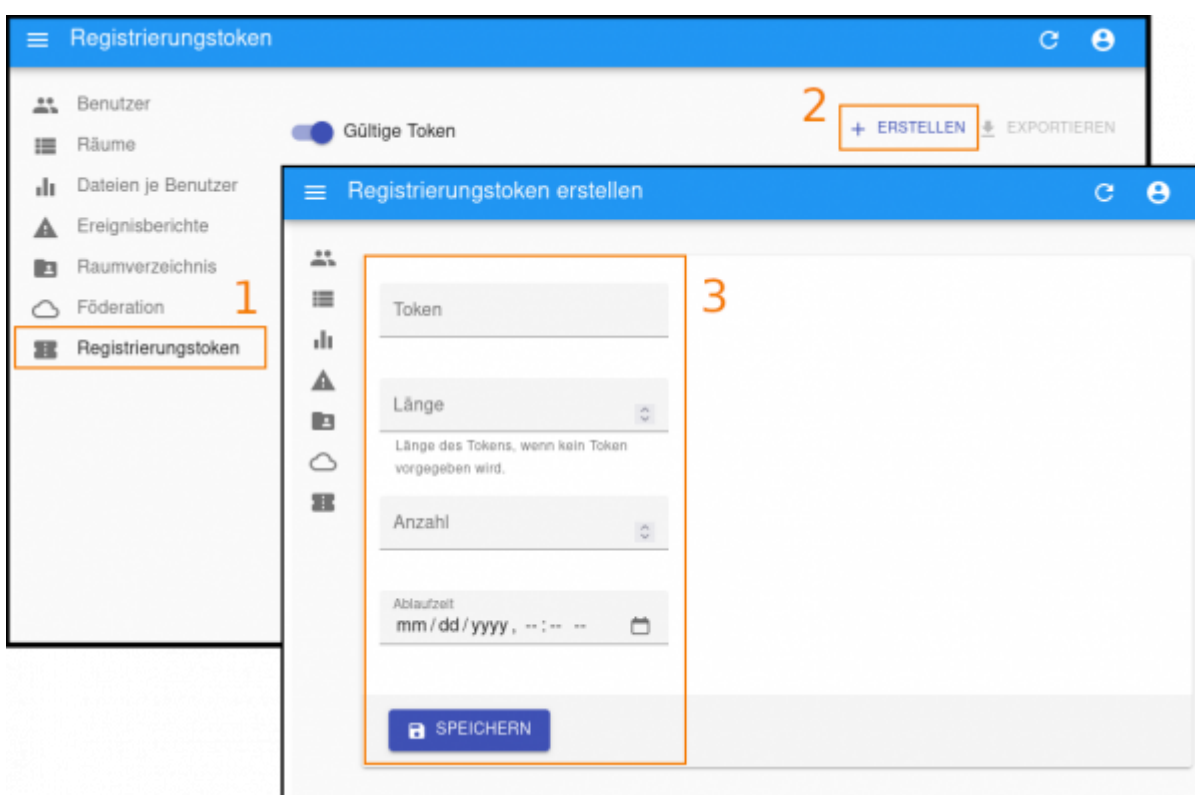 Registrierungstoken
Benutzer
Räume
Dateien je Benutzer
Ereignisberichte
Raumverzeichnis
Föderation
1
Registrierungstoken
Gültige Token
2
+ ERSTELLEN
EXPORTIEREN
Registrierungstoken erstellen
3
Token
Länge
Länge des Tokens, wenn kein Token
vorgegeben wird.
Anzahl
Ablaufzeit
mm/dd/yyyy, --:-- --
SPEICHERN